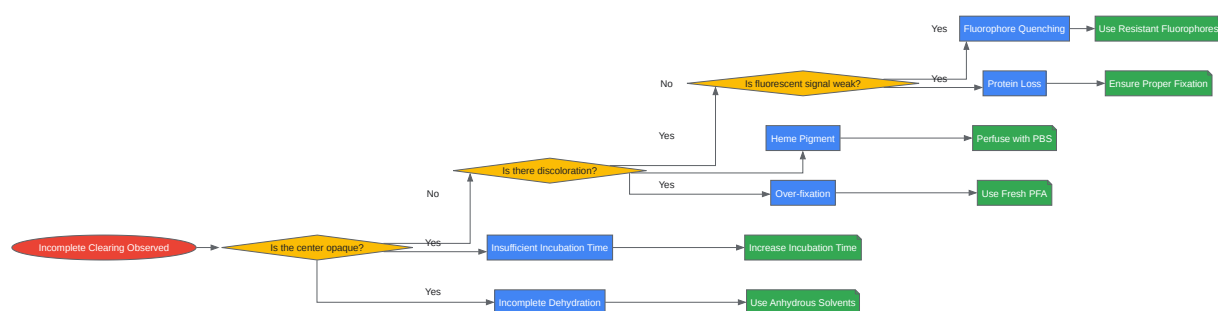 Yes
Fluorophore Quenching
Use Resistant Fluorophores
Is fluorescent signal weak?
Yes
No
Protein Loss
Ensure Proper Fixation
Yes
Heme Pigment
Perfuse with PBS
Is there discoloration?
Yes
No
Over-fixation
Use Fresh PFA
Incomplete Clearing Observed
Is the center opaque?
Yes
Insufficient Incubation Time
Increase Incubation Time
Yes
Incomplete Dehydration
Use Anhydrous Solvents